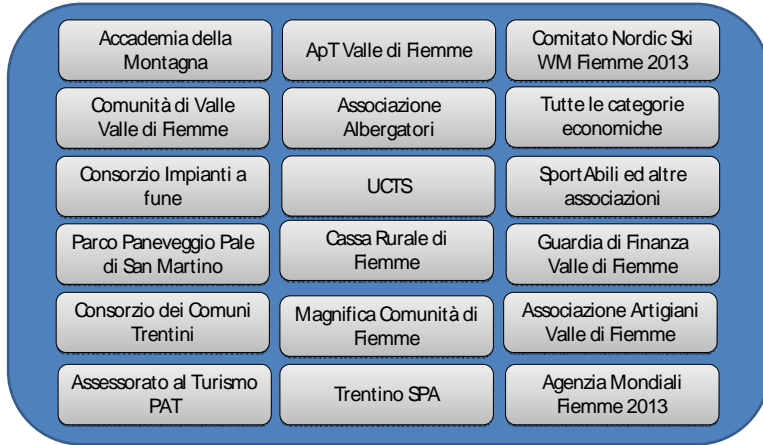 Accademia della
Montagna
ApT Valle di Fiemme
Comitato Nordic Ski
WM Fiemme 2013
Comunità di Valle
Valle di Fiemme
Associazione
Albergatori
Tutte le categorie
economiche
Consorzio Impianti a
fune
UCTS
SportAbili ed altre
associazioni
Parco Paneveggio Pale
di San Martino
Cassa Rurale di
Fiemme
Guardia di Finanza
Valle di Fiemme
Consorzio dei Comuni
Trentini
Magnifica Comunità di
Fiemme
Associazione Artigiani
Valle di Fiemme
Assessorato al Turismo
PAT
Trentino SPA
Agenzia Mondiali
Fiemme 2013